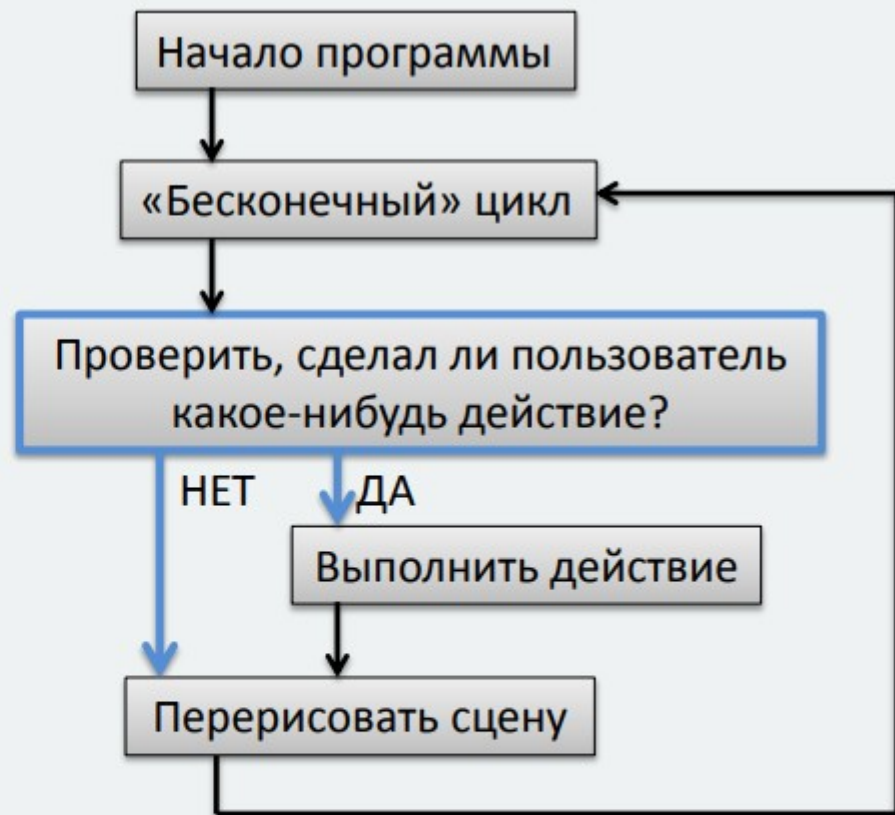 Начало программы
«Бесконечный» цикл
Проверить, сделал ли пользователь
какое-нибудь действие?
НЕТ
ДА
Выполнить действие
Перерисовать сцену